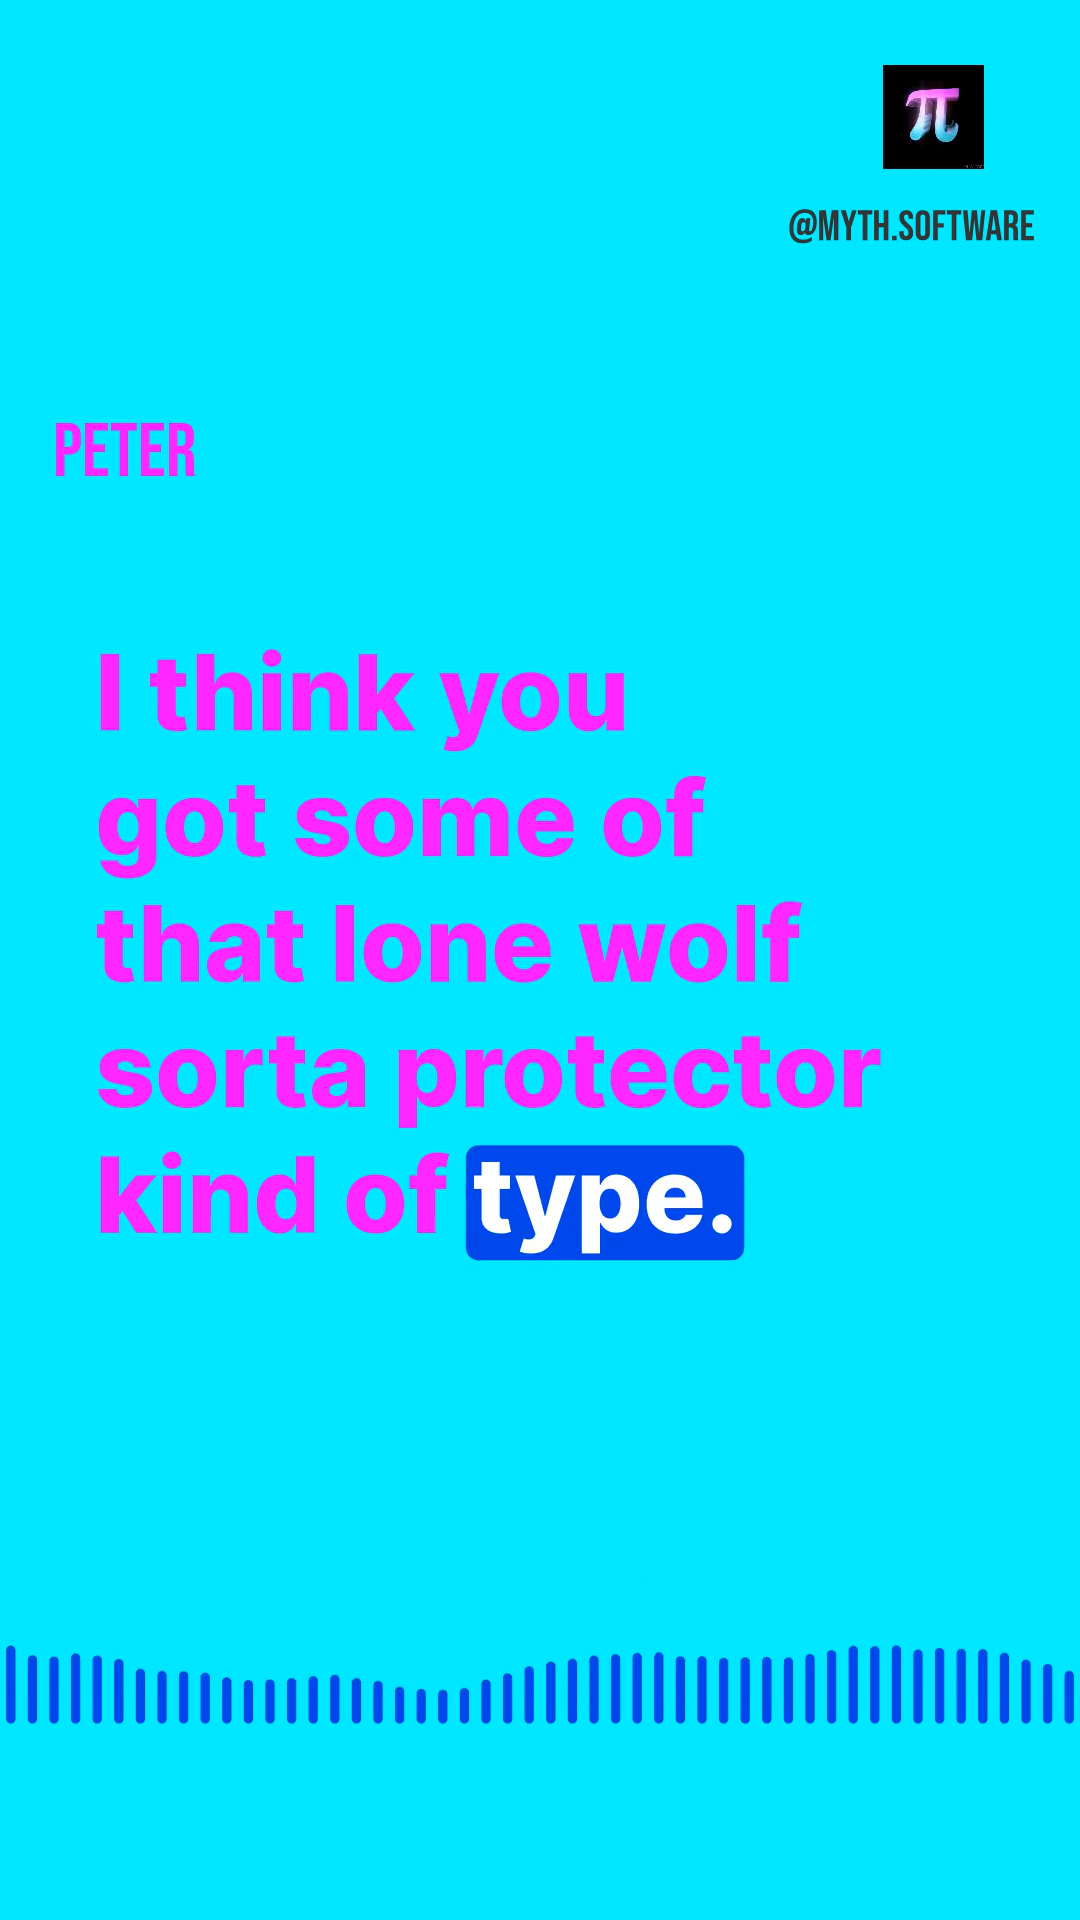 π
@MYTH.SOFTWARE
PETER
I think you
got some of
that lone wolf
sorta protector
kind of type.